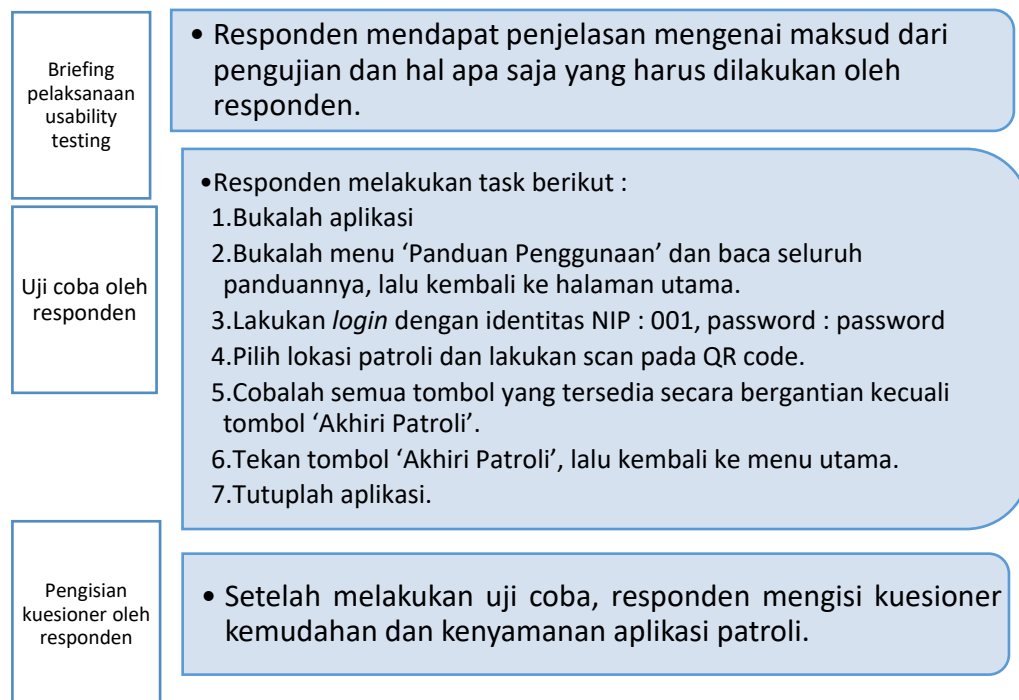 Briefing
pelaksanaan
usability
testing
• Responden mendapat penjelasan mengenai maksud dari
pengujian dan hal apa saja yang harus dilakukan oleh
responden.
Uji coba oleh
responden
•Responden melakukan task berikut :
1.Bukalah aplikasi
2.Bukalah menu ‘Panduan Penggunaan’ dan baca seluruh
panduannya, lalu kembali ke halaman utama.
3.Lakukan login dengan identitas NIP : 001, password : password
4.Pilih lokasi patroli dan lakukan scan pada QR code.
5.Cobalah semua tombol yang tersedia secara bergantian kecuali
tombol ‘Akhiri Patroli’.
6.Tekan tombol ‘Akhiri Patroli’, lalu kembali ke menu utama.
7.Tutuplah aplikasi.
Pengisian
kuesioner oleh
responden
• Setelah melakukan uji coba, responden mengisi kuesioner
kemudahan dan kenyamanan aplikasi patroli.